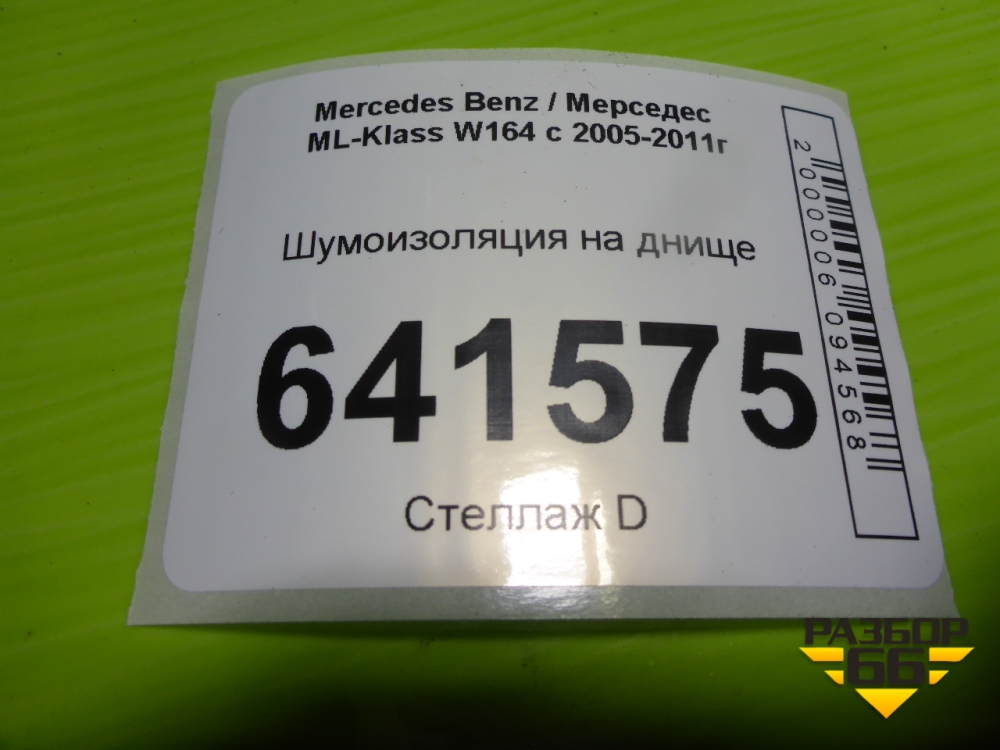 Mercedes Benz / Мерседес
ML-Klass W164 с 2005-2011г
Шумоизоляция на днище
641575
Стеллаж D
2000006094568
РАЗБОР
66